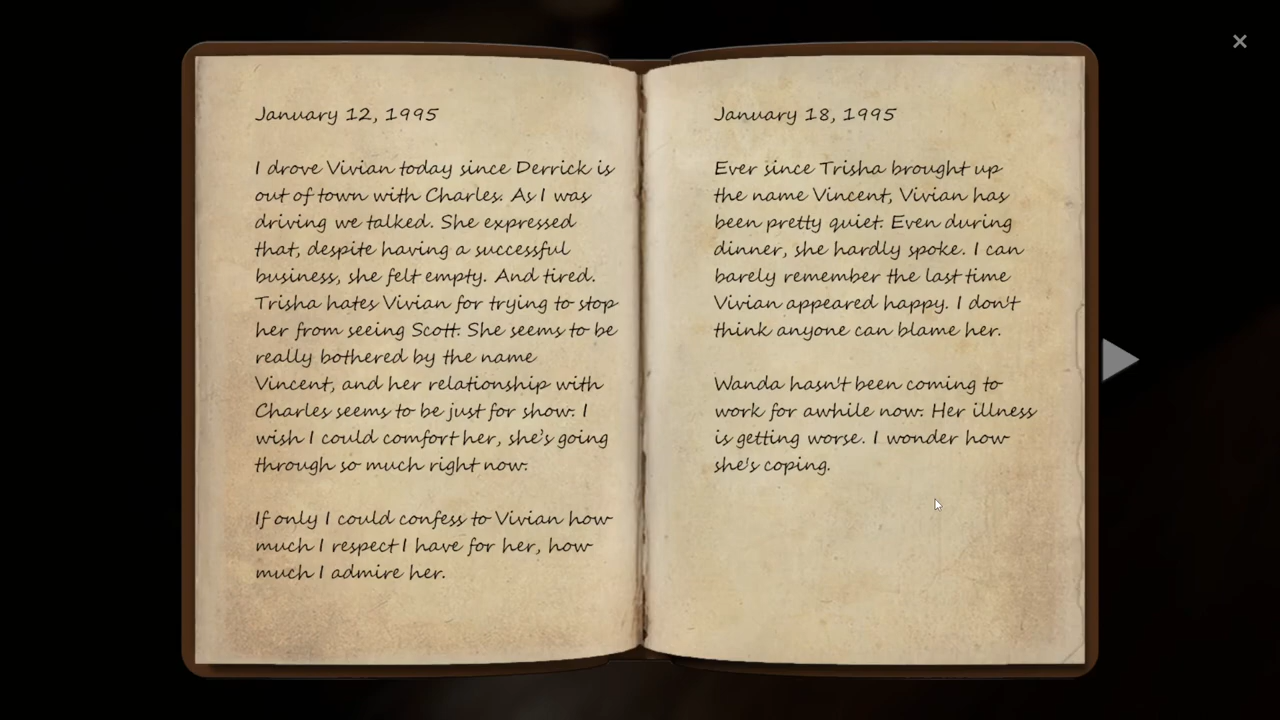 January 12, 1995
I drove Vivian today since Derrick is
out of town with Charles. As I was
driving we talked. She expressed
that, despite having a successful
business, she felt empty. And tired.
Trisha hates Vivian for trying to stop
her from seeing Scott. She seems to be
really bothered by the name
Vincent, and her relationship with
Charles seems to be just for show. I
wish I could comfort her, she's going
through so much right now.
If only I could confess to Vivian how
much I respect I have for her, how
much I admire her.
January 18, 1995
Ever since Trisha brought up
the name Vincent, Vivian has
been pretty quiet. Even during
dinner, she hardly spoke. I can
barely remember the last time
Vivian appeared happy. I don't
think anyone can blame her.
Wanda hasn't been coming to
work for awhile now. Her illness
is getting worse. I wonder how
she's coping.